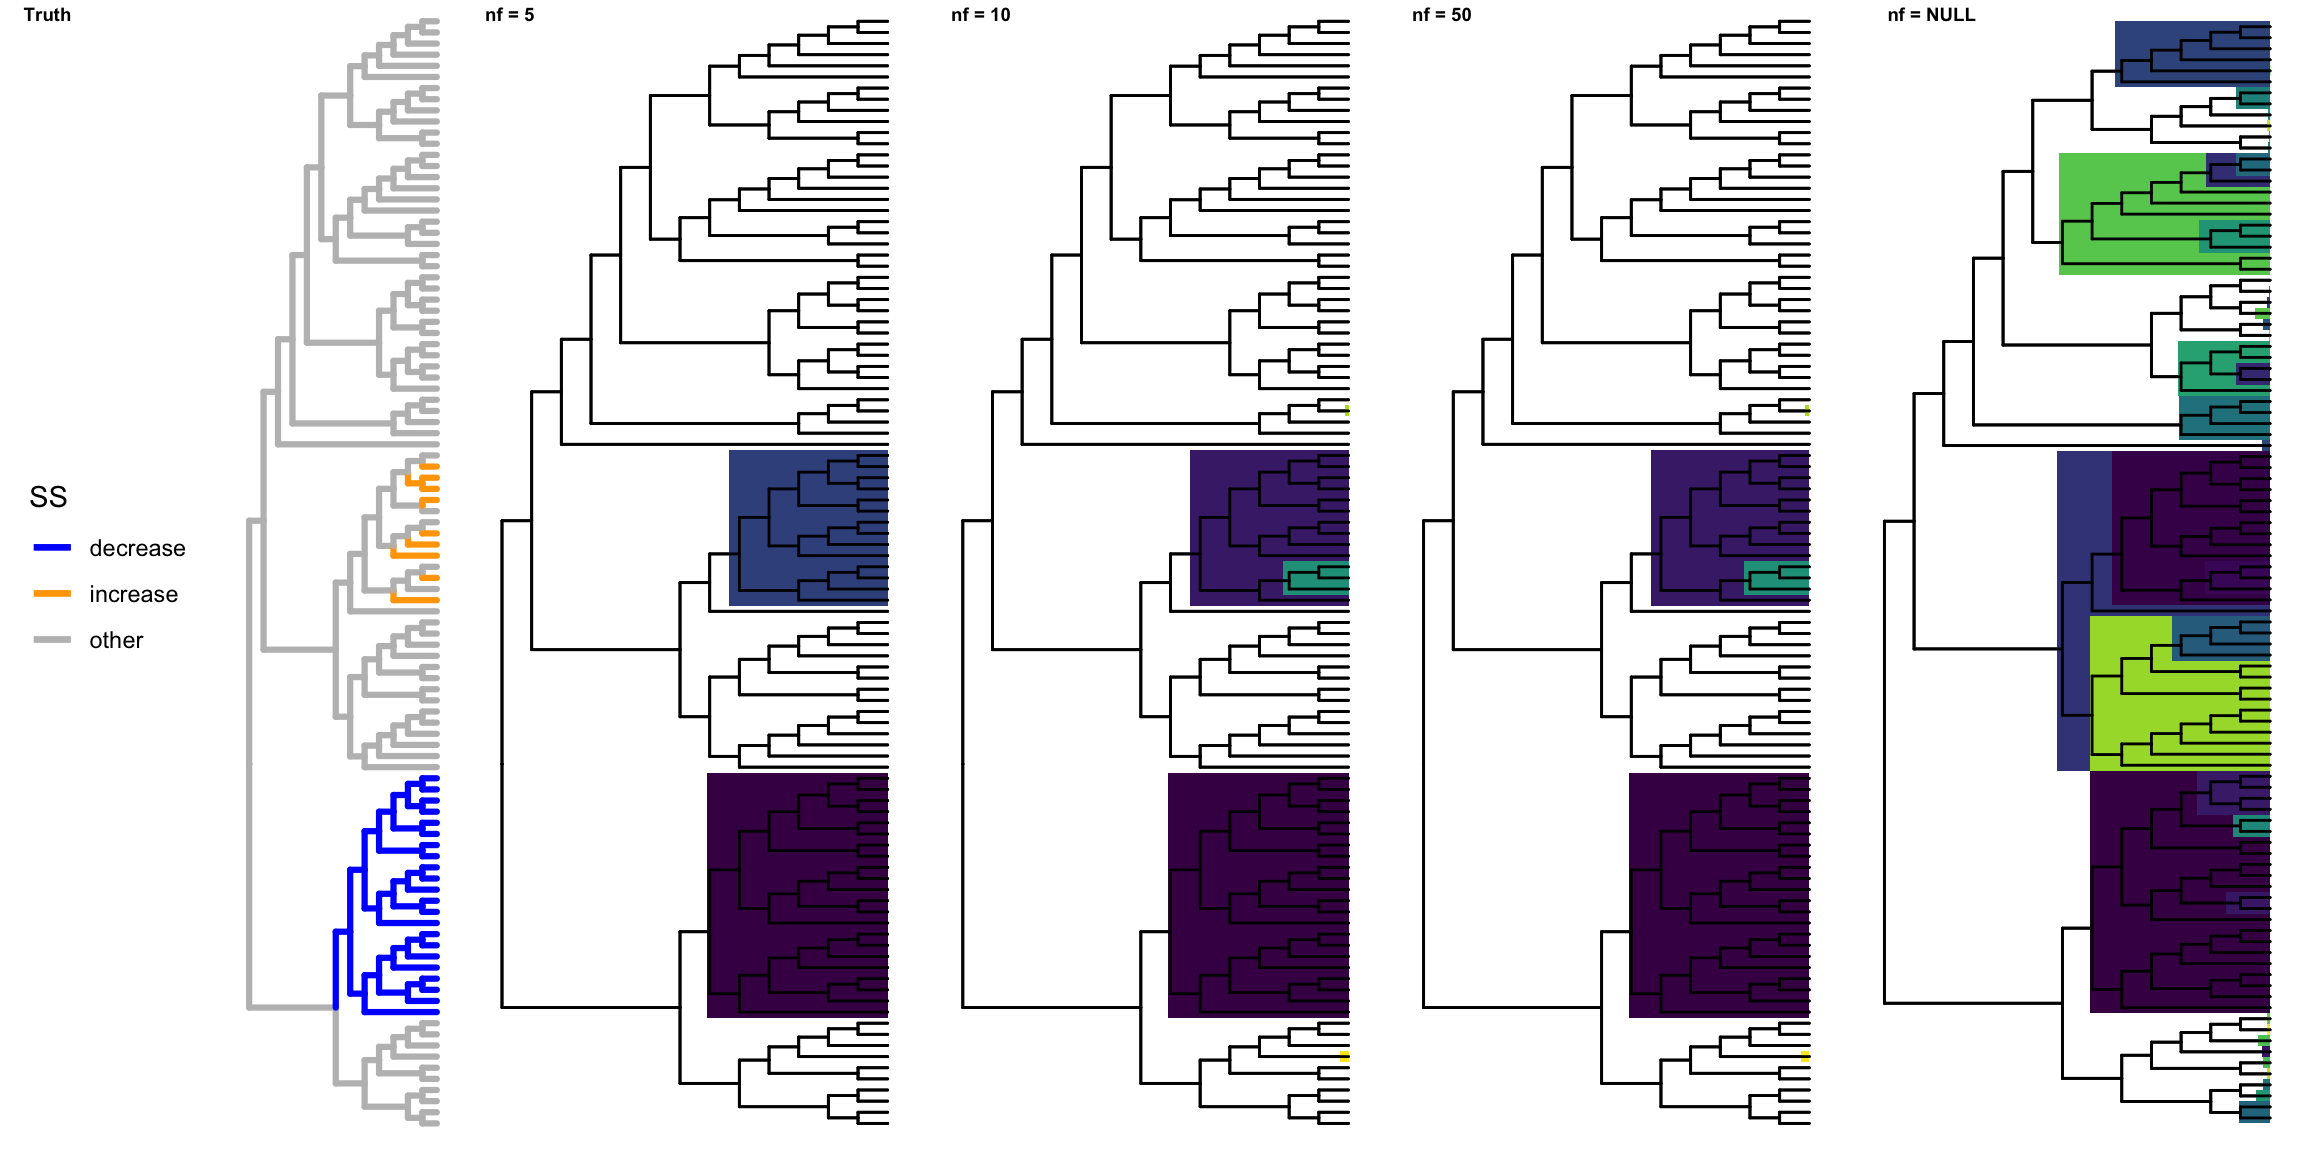 Truth
nf = 5
nf = 10
nf = 50
nf = NULL
SS
decrease
increase
other